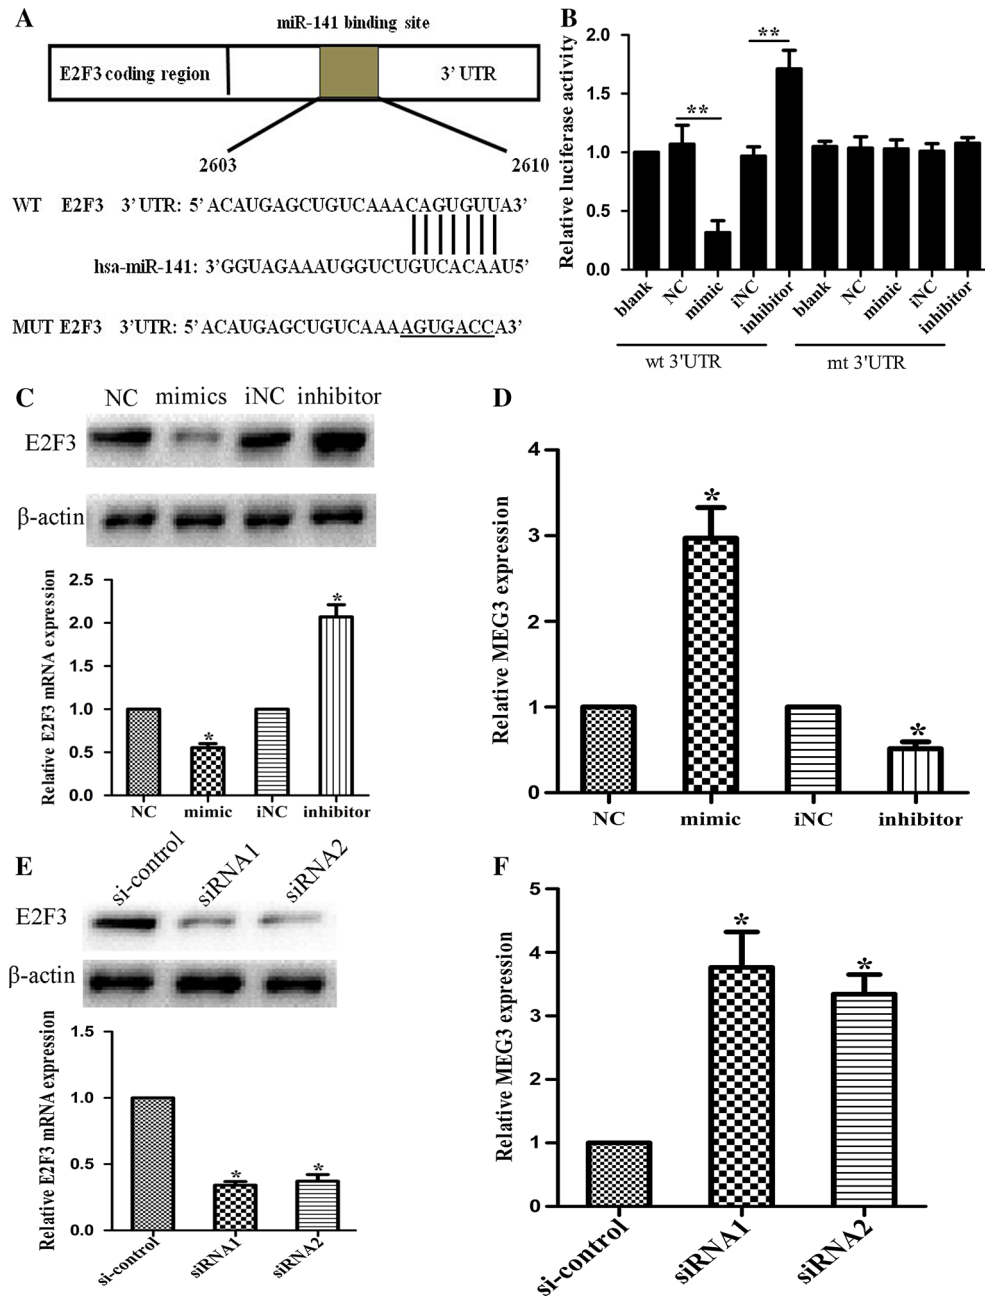 A
miR-141 binding site
E2F3 coding region
3’ UTR
2603
2610
WT E2F3 3’ UTR: 5’ ACAUGAGCUGUCAAACAGUGUUA3’
hsa-miR-141: 3’GGUAGAAAUGGUCUGUCACAAU5’
MUT E2F3 3’UTR: 5’ ACAUGAGCUGUCAAAAGUGACCA3’
B
Relative luciferase activity
2.0
1.5
1.0
0.5
0.0
**
**
blank
NC
mimic
iNC
inhibitor
blank
NC
mimic
iNC
inhibitor
wt 3'UTR
mt 3'UTR
C
NC mimics iNC inhibitor
E2F3
β-actin
Relative E2F3 mRNA expression
2.5
2.0
1.5
1.0
0.5
0.0
*
*
NC mimic iNC inhibitor
D
Relative MEG3 expression
4
3
2
1
0
*
*
NC mimic iNC inhibitor
E
si-control
siRNA1
siRNA2
E2F3
β-actin
Relative E2F3 mRNA expression
1.5
1.0
0.5
0.0
*
*
si-control
siRNA1
siRNA2
F
Relative MEG3 expression
5
4
3
2
1
0
*
*
si-control
siRNA1
siRNA2